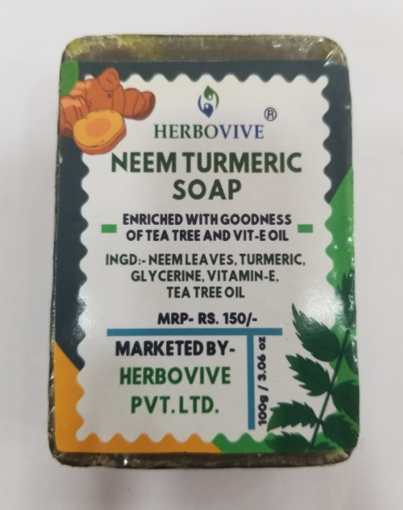 HERBOVIVE®
NEEM TURMERIC
SOAP
ENRICHED WITH GOODNESS
OF TEA TREE AND VIT-E OIL
INGD:- NEEM LEAVES, TURMERIC,
GLYCERINE, VITAMIN-E,
TEA TREE OIL
MRP- RS. 150/-
MARKETED BY-
HERBOVIVE
PVT. LTD.
100g / 3.06 oz